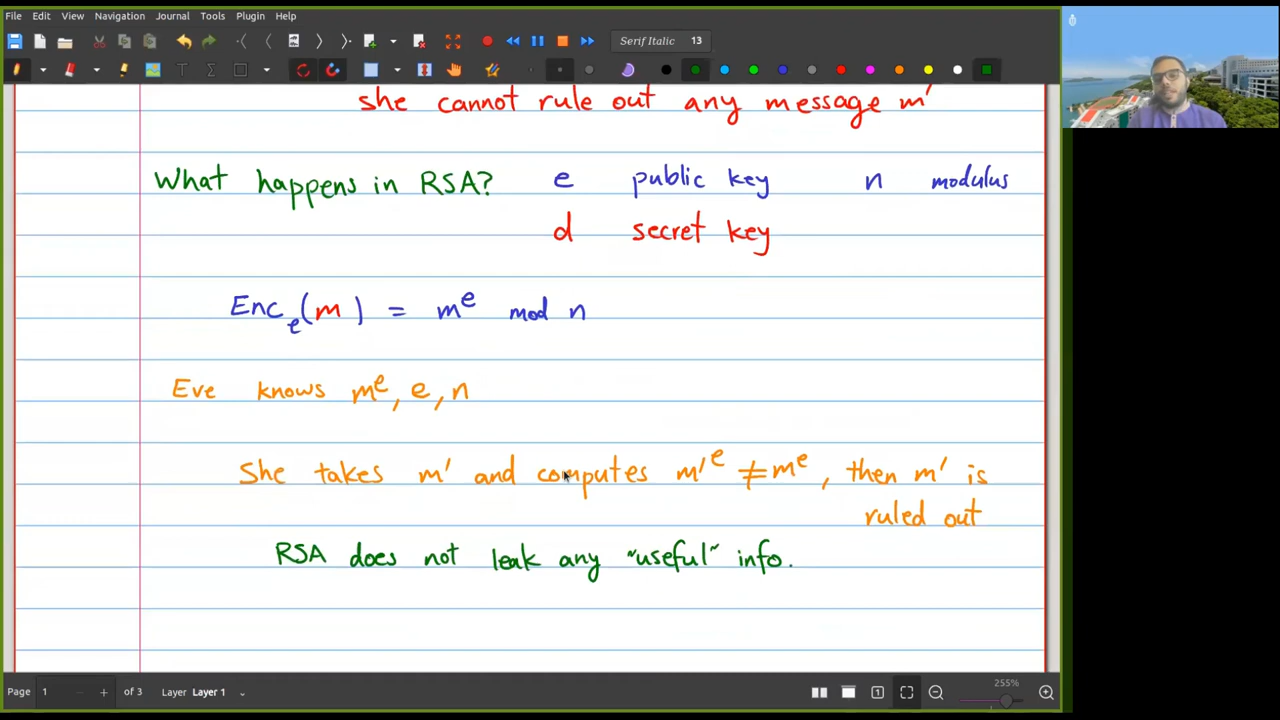 File Edit View Navigation Journal Tools Plugin Help
Serif Italic 13
she cannot rule out any message m'
What happens in RSA? e public key n modulus
d secret key
Enc_e(m) = m^e mod n
Eve knows m^e, e, n
She takes m' and computes m'^e ≠ m^e, then m' is
ruled out
RSA does not leak any "useful" info.
Page 1 of 3 Layer Layer 1 255%